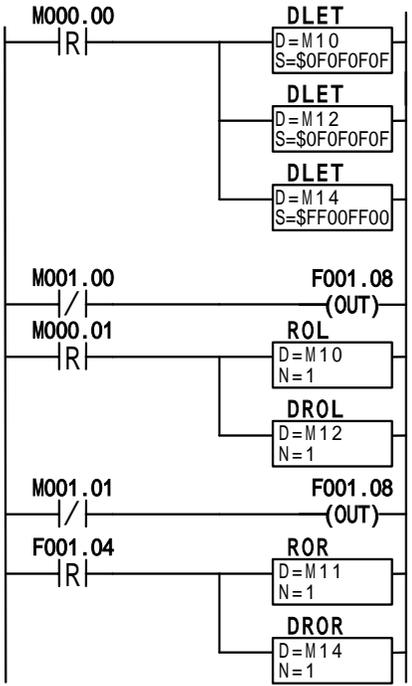 M000.00 DLET
R D=M10
S=$0F0F0F0F
DLET
D=M12
S=$0F0F0F0F
DLET
D=M14
S=$FF00FF00
M001.00 F001.08
/ (OUT)
M000.01 ROL
R D=M10
N=1
DROL
D=M12
N=1
M001.01 F001.08
/ (OUT)
F001.04 ROR
R D=M11
N=1
DROR
D=M14
N=1